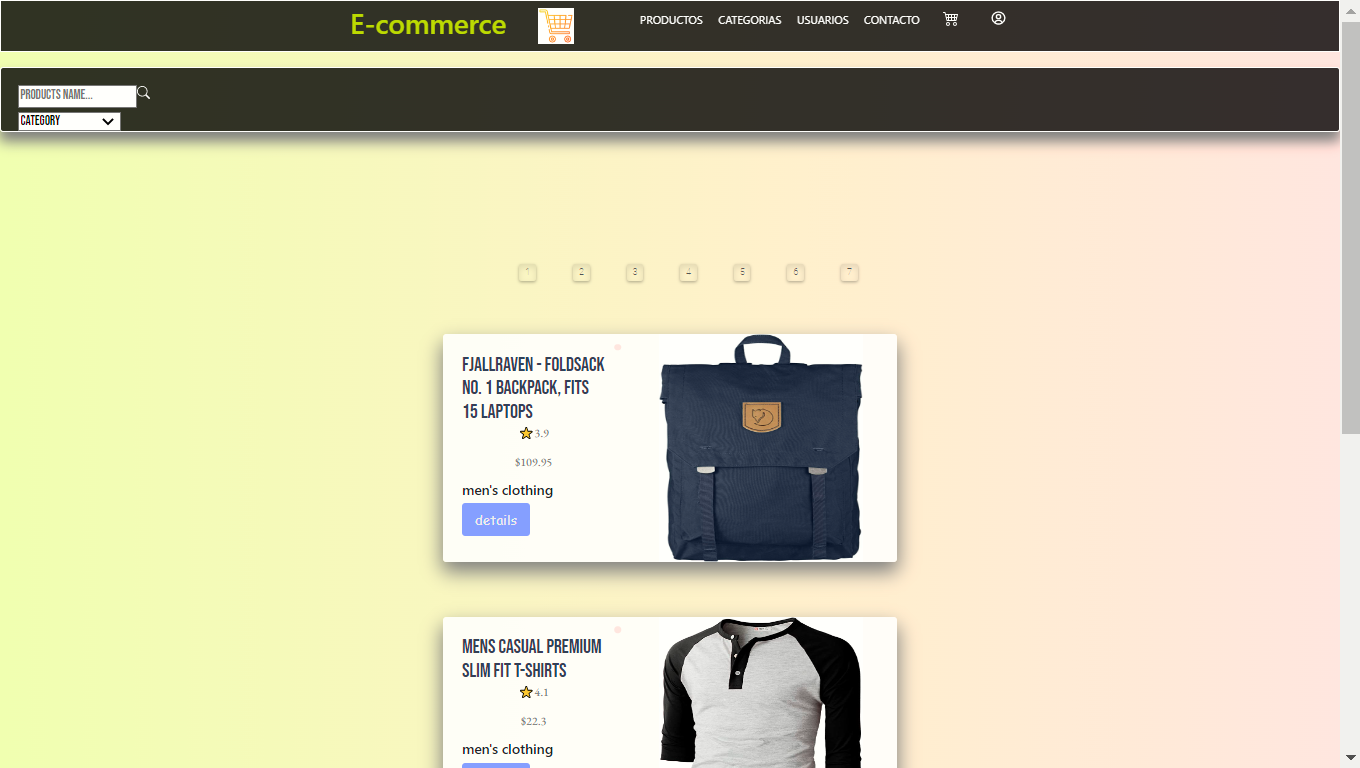 E-commerce
PRODUCTOS CATEGORIAS USUARIOS CONTACTO
PRODUCTS NAME...
CATEGORY
1 2 3 4 5 6 7
FJALLRAVEN - FOLDSACK
NO. 1 BACKPACK, FITS
15 LAPTOPS
3.9
$109.95
men's clothing
details
MENS CASUAL PREMIUM
SLIM FIT T-SHIRTS
4.1
$22.3
men's clothing